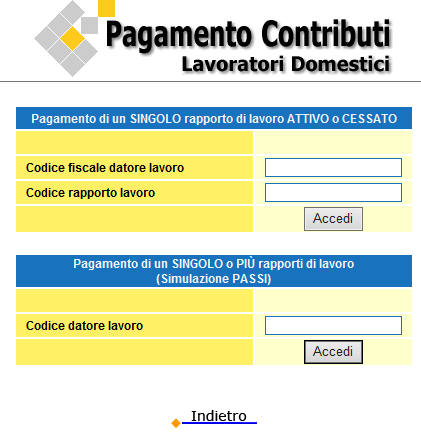 Pagamento Contributi
Lavoratori Domestici
Pagamento di un SINGOLO rapporto di lavoro ATTIVO o CESSATO
Codice fiscale datore lavoro
Codice rapporto lavoro
Accedi
Pagamento di un SINGOLO o PIÙ rapporti di lavoro
(Simulazione PASSI)
Codice datore lavoro
Accedi
Indietro